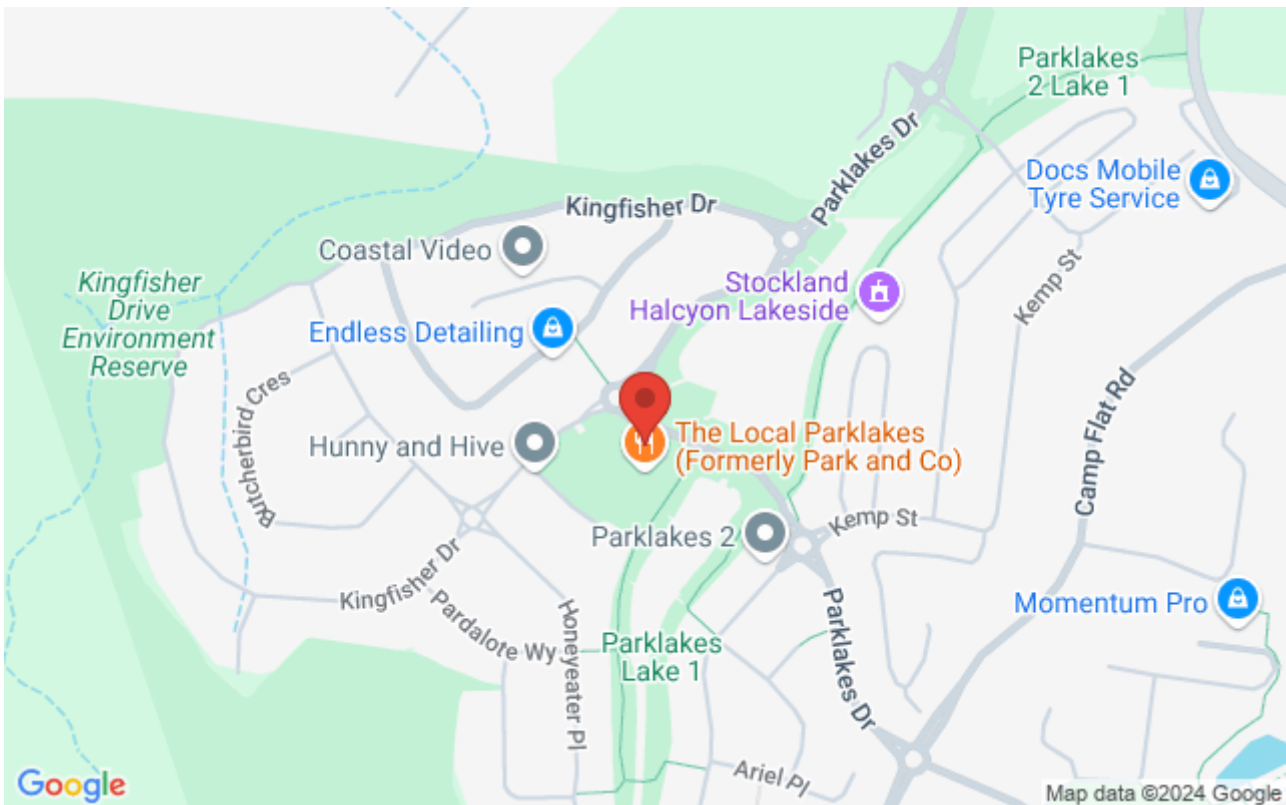 Parklakes
2 Lake 1
Parklakes Dr
Docs Mobile
Tyre Service
Kingfisher Dr
Coastal Video
Kingfisher
Drive
Environment
Reserve
Stockland
Halcyon Lakeside
Kemp St
Endless Detailing
Butcherbird Cres
Camp Flat Rd
Hunny and Hive
The Local Parklakes
(Formerly Park and Co)
Parklakes 2
Kemp St
Kingfisher Dr
Pardalote Wy
Honeyeater Pl
Parklakes
Lake 1
Parklakes Dr
Momentum Pro
Ariel Pl
Google
Map data ©2024 Google